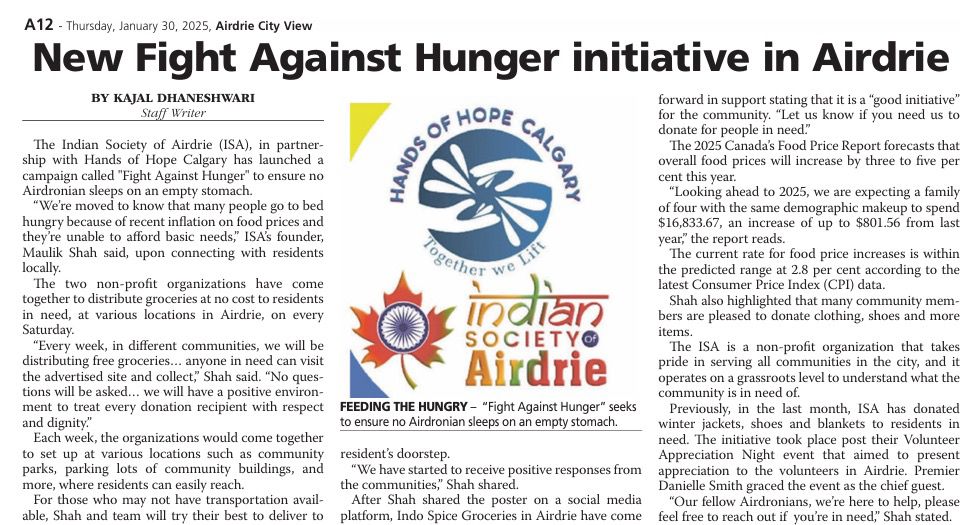 A12 - Thursday, January 30, 2025, Airdrie City View
New Fight Against Hunger initiative in Airdrie
BY KAJAL DHANESHWARI
Staff Writer
The Indian Society of Airdrie (ISA), in partner-
ship with Hands of Hope Calgary has launched a
campaign called "Fight Against Hunger" to ensure no
Airdronian sleeps on an empty stomach.
“We’re moved to know that many people go to bed
hungry because of recent inflation on food prices and
they’re unable to afford basic needs,” ISA’s founder,
Maulik Shah said, upon connecting with residents
locally.
The two non-profit organizations have come
together to distribute groceries at no cost to residents
in need, at various locations in Airdrie, on every
Saturday.
“Every week, in different communities, we will be
distributing free groceries… anyone in need can visit
the advertised site and collect,” Shah said. “No ques-
tions will be asked… we will have a positive environ-
ment to treat every donation recipient with respect
and dignity.”
Each week, the organizations would come together
to set up at various locations such as community
parks, parking lots of community buildings, and
more, where residents can easily reach.
For those who may not have transportation avail-
able, Shah and team will try their best to deliver to
HANDS OF HOPE CALGARY
Together we Lift
indian
SOCIETY of
Airdrie
FEEDING THE HUNGRY – “Fight Against Hunger” seeks
to ensure no Airdronian sleeps on an empty stomach.
resident’s doorstep.
“We have started to receive positive responses from
the communities,” Shah shared.
After Shah shared the poster on a social media
platform, Indo Spice Groceries in Airdrie have come
forward in support stating that it is a “good initiative”
for the community. “Let us know if you need us to
donate for people in need.”
The 2025 Canada’s Food Price Report forecasts that
overall food prices will increase by three to five per
cent this year.
“Looking ahead to 2025, we are expecting a family
of four with the same demographic makeup to spend
$16,833.67, an increase of up to $801.56 from last
year,” the report reads.
The current rate for food price increases is within
the predicted range at 2.8 per cent according to the
latest Consumer Price Index (CPI) data.
Shah also highlighted that many community mem-
bers are pleased to donate clothing, shoes and more
items.
The ISA is a non-profit organization that takes
pride in serving all communities in the city, and it
operates on a grassroots level to understand what the
community is in need of.
Previously, in the last month, ISA has donated
winter jackets, shoes and blankets to residents in
need. The initiative took place post their Volunteer
Appreciation Night event that aimed to present
appreciation to the volunteers in Airdrie. Premier
Danielle Smith graced the event as the chief guest.
“Our fellow Airdronians, we’re here to help, please
feel free to reach out if you’re in need,” Shah stated.